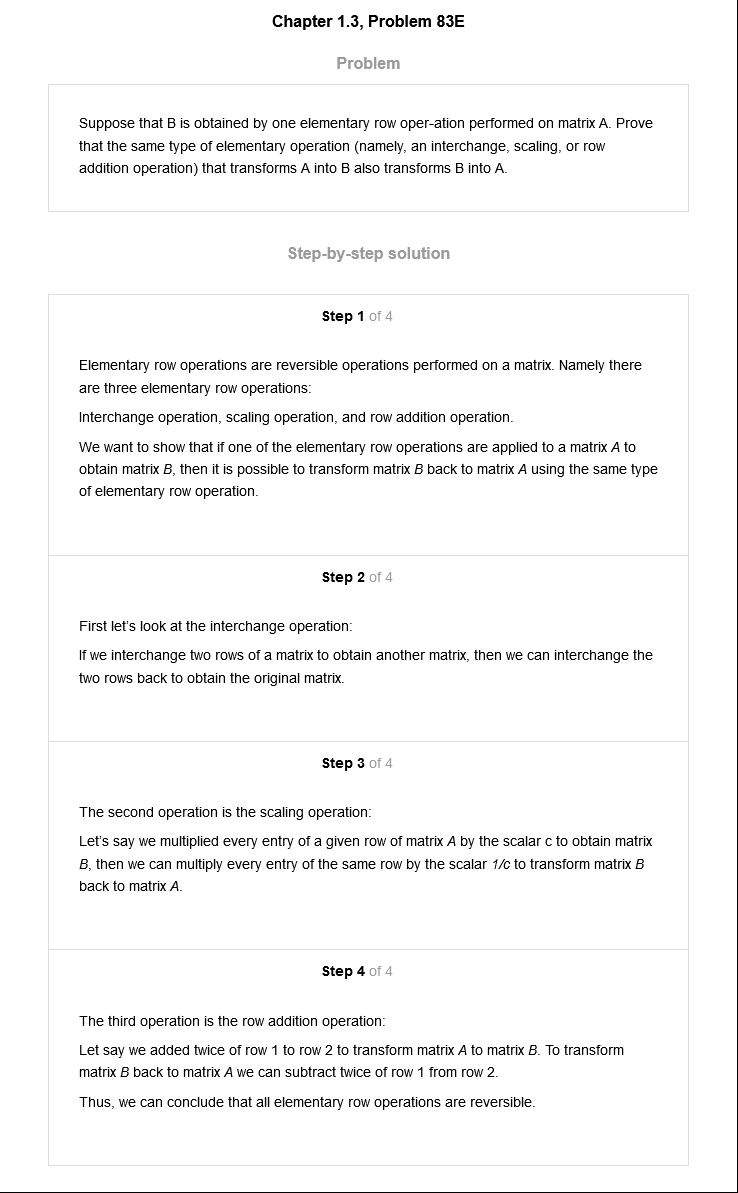 Chapter 1.3, Problem 83E
Problem
Suppose that B is obtained by one elementary row oper-ation performed on matrix A. Prove
that the same type of elementary operation (namely, an interchange, scaling, or row
addition operation) that transforms A into B also transforms B into A.
Step-by-step solution
Step 1 of 4
Elementary row operations are reversible operations performed on a matrix. Namely there
are three elementary row operations:
Interchange operation, scaling operation, and row addition operation.
We want to show that if one of the elementary row operations are applied to a matrix A to
obtain matrix B, then it is possible to transform matrix B back to matrix A using the same type
of elementary row operation.
Step 2 of 4
First let's look at the interchange operation:
If we interchange two rows of a matrix to obtain another matrix, then we can interchange the
two rows back to obtain the original matrix.
Step 3 of 4
The second operation is the scaling operation:
Let's say we multiplied every entry of a given row of matrix A by the scalar c to obtain matrix
B, then we can multiply every entry of the same row by the scalar 1/c to transform matrix B
back to matrix A.
Step 4 of 4
The third operation is the row addition operation:
Let say we added twice of row 1 to row 2 to transform matrix A to matrix B. To transform
matrix B back to matrix A we can subtract twice of row 1 from row 2.
Thus, we can conclude that all elementary row operations are reversible.